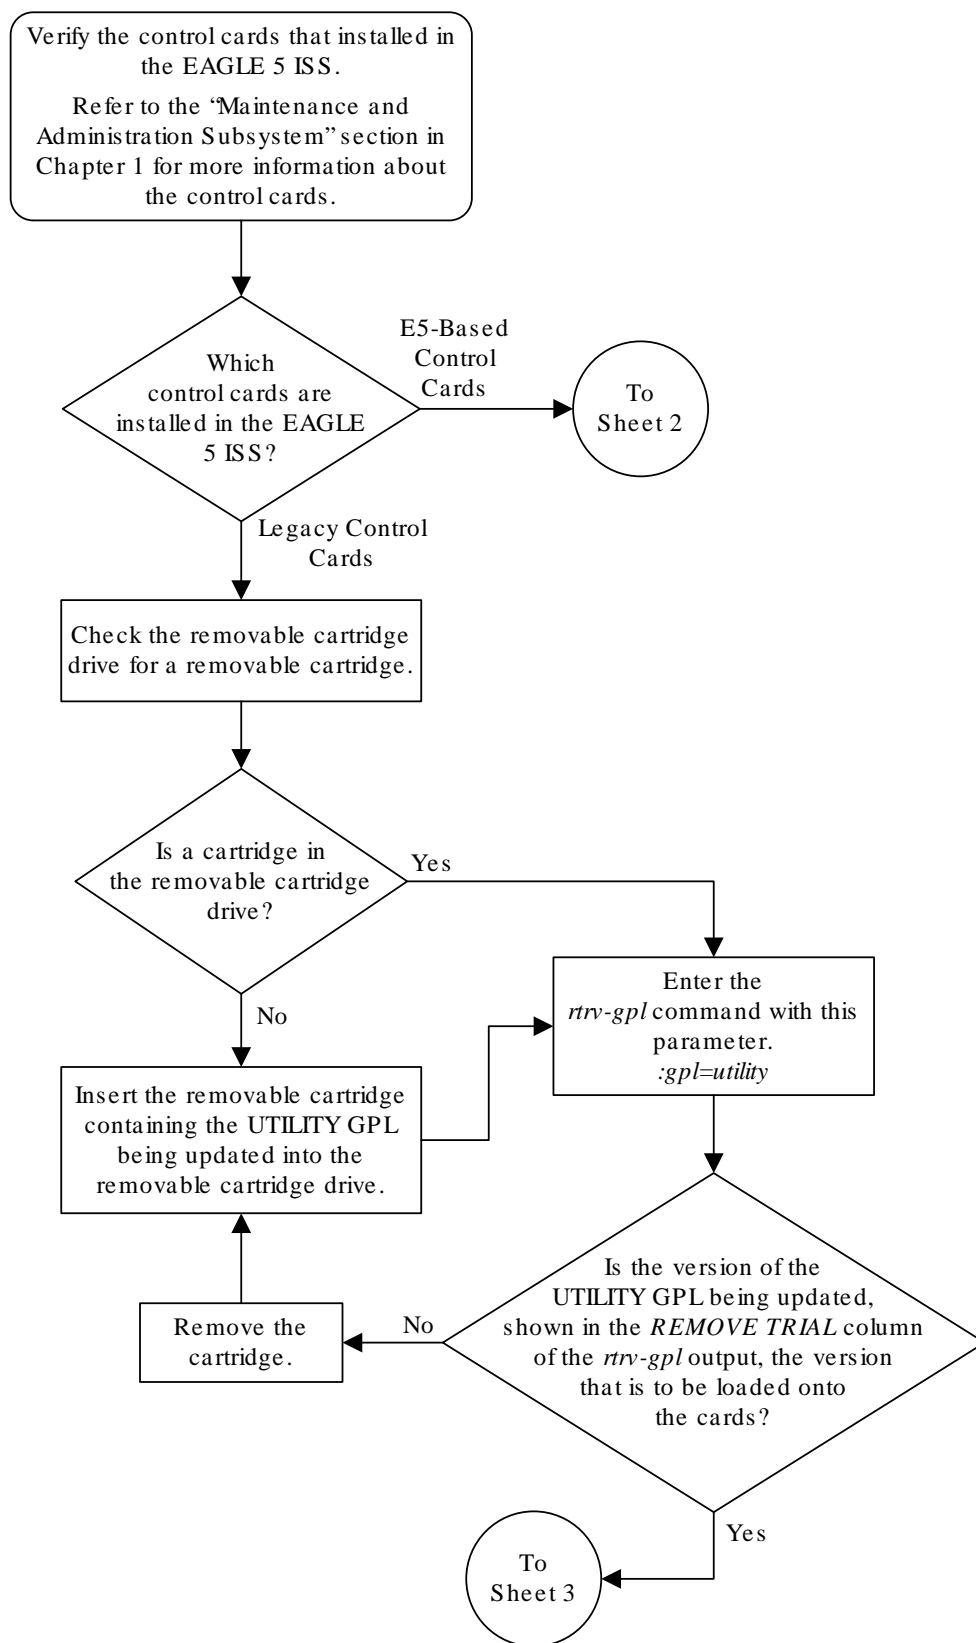 Verify the control cards that installed in
the EAGLE 5 ISS.
Refer to the “Maintenance and
Administration Subsystem” section in
Chapter 1 for more information about
the control cards.
Which
control cards are
installed in the EAGLE
5 ISS?
E5-Based
Control
Cards
To
Sheet 2
Legacy Control
Cards
Check the removable cartridge
drive for a removable cartridge.
Is a cartridge in
the removable cartridge
drive?
Yes
No
Enter the
rtrv-gpl command with this
parameter.
:gpl=utility
Insert the removable cartridge
containing the UTILITY GPL
being updated into the
removable cartridge drive.
Is the version of the
UTILITY GPL being updated,
shown in the REMOVE TRIAL column
of the rtrv-gpl output, the version
that is to be loaded onto
the cards?
No
Remove the
cartridge.
Yes
To
Sheet 3